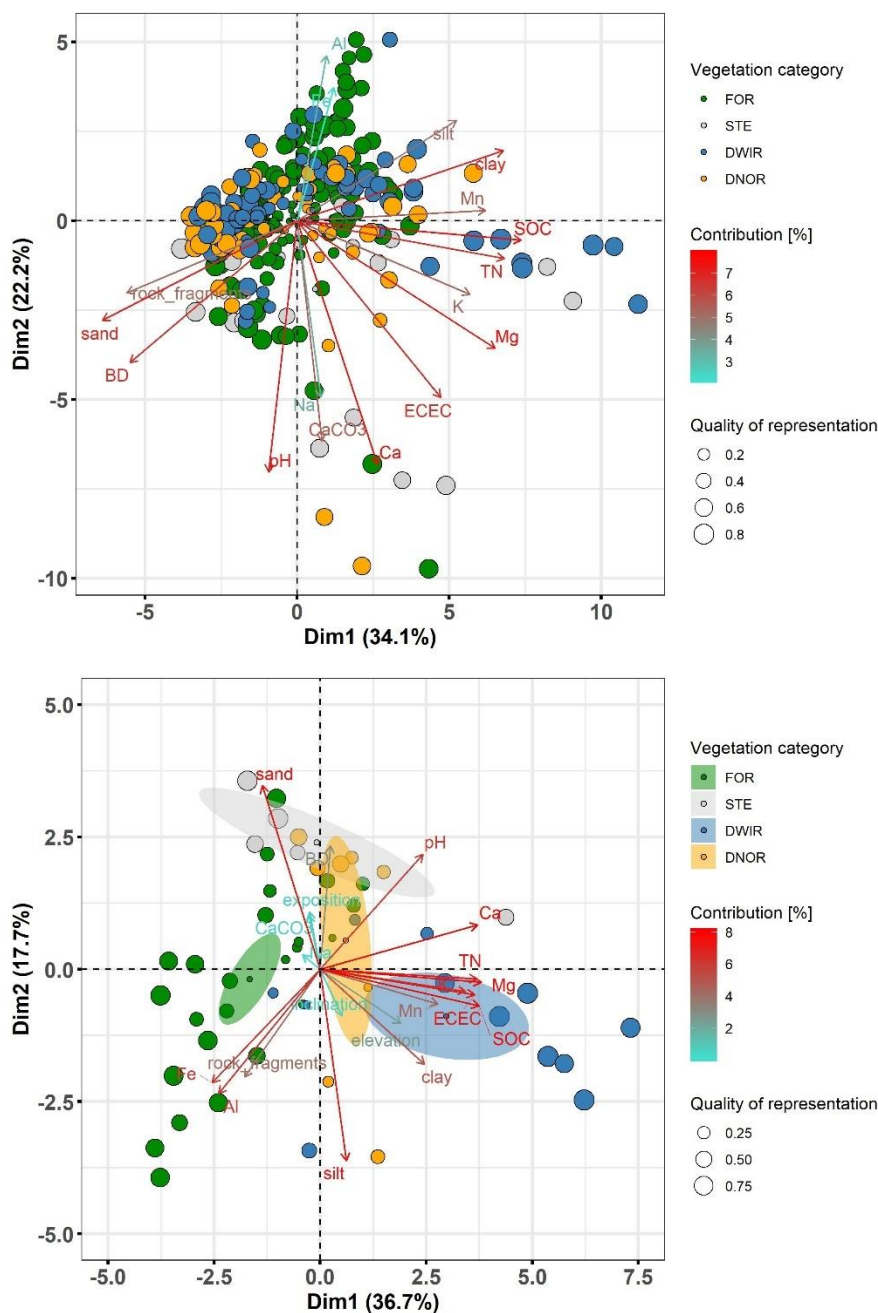 5
0
-5
-10
Dim2 (22.2%)
Al
Fe
silt
clay
Mn
SOC
TN
K
Mg
rock_fragments
sand
BD
Na
ECEC
CaCO3
Ca
pH
-5
0
5
10
Dim1 (34.1%)
Vegetation category
FOR
STE
DWIR
DNOR
Contribution [%]
7
6
5
4
3
Quality of representation
0.2
0.4
0.6
0.8
5.0
2.5
0.0
-2.5
-5.0
Dim2 (17.7%)
sand
BD
pH
exposition
CaCO3
Ca
TN
Mg
K
inclination
Mn
ECEC
SOC
elevation
clay
rock_fragments
Fe
Al
silt
-5.0
-2.5
0.0
2.5
5.0
7.5
Dim1 (36.7%)
Vegetation category
FOR
STE
DWIR
DNOR
Contribution [%]
8
6
4
2
Quality of representation
0.25
0.50
0.75